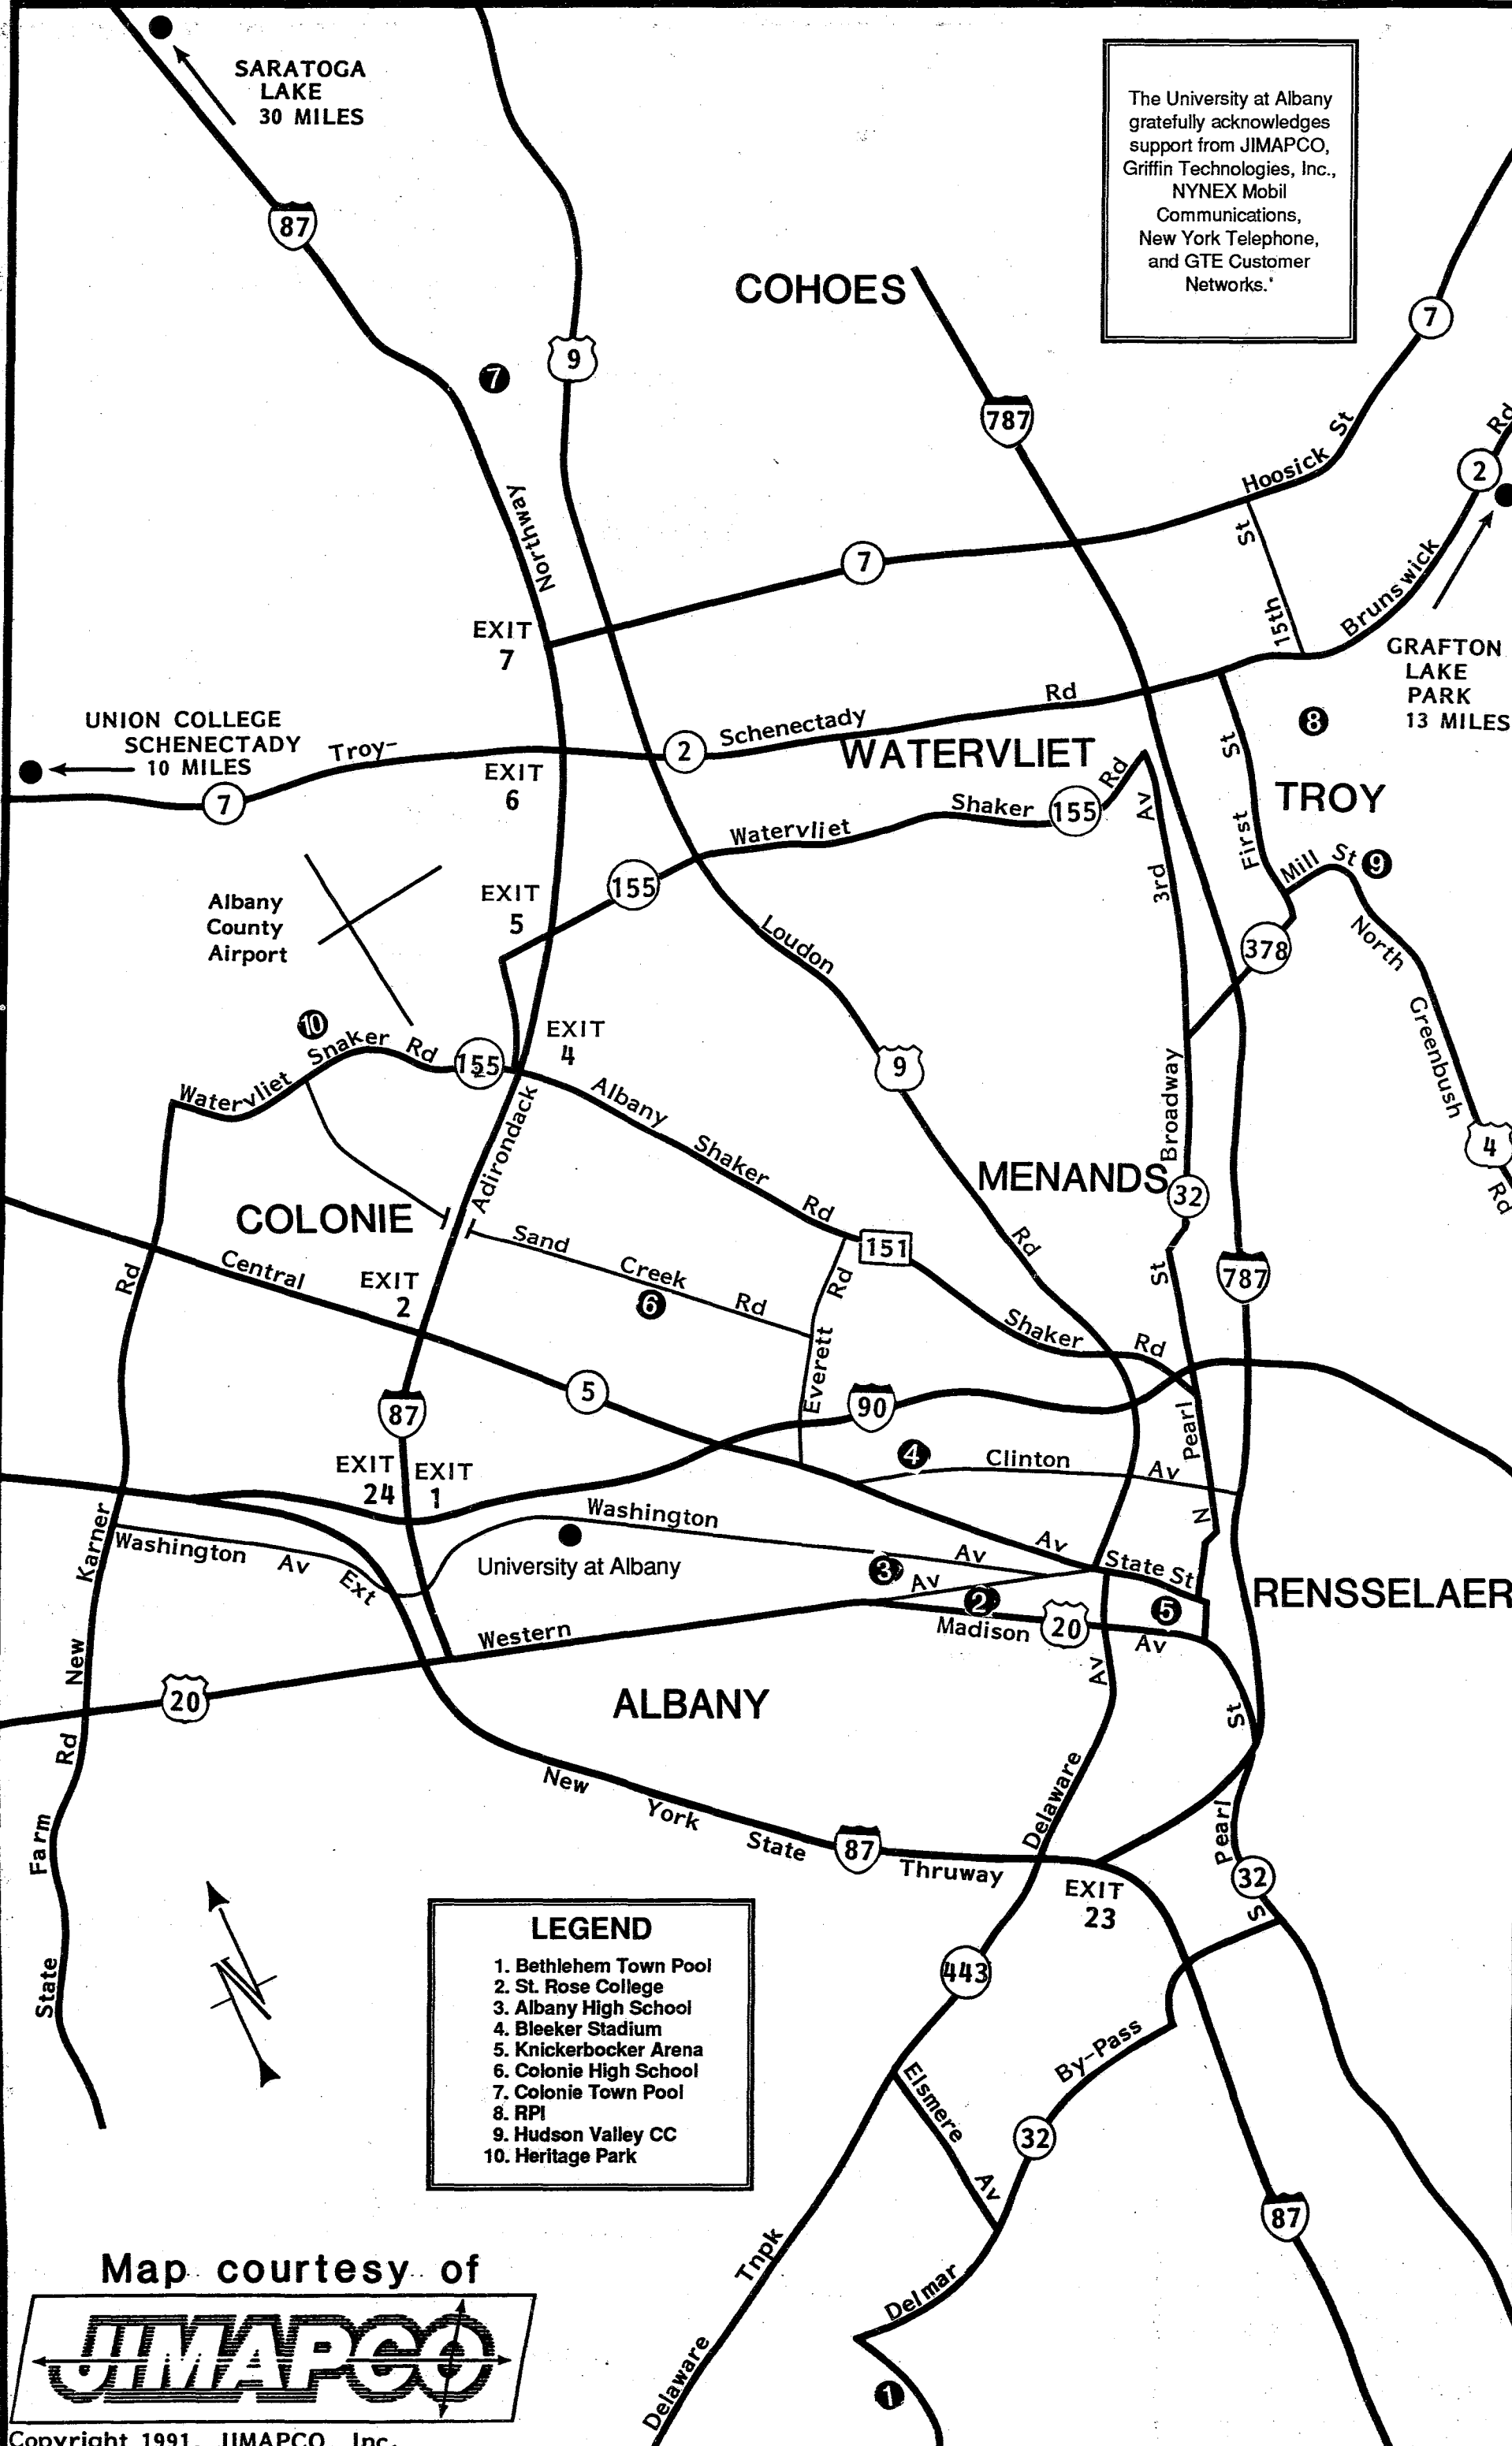 SARATOGA
LAKE
30 MILES
The University at Albany
gratefully acknowledges
support from JIMAPCO,
Griffin Technologies, Inc.,
NYNEX Mobil
Communications,
New York Telephone,
and GTE Customer
Networks.'
87
COHOES
7
9
7
787
Hoosick St
Rd
2
Northway
7
St
15th
Brunswick
EXIT
7
GRAFTON
LAKE
PARK
13 MILES
UNION COLLEGE
SCHENECTADY
10 MILES
Troy-
7
EXIT
6
2
Schenectady
Rd
8
WATERVLIET
TROY
Watervliet
Shaker
155
Rd
Av
3rd
St
First
Mill St
9
EXIT
5
155
Albany
County
Airport
Loudon
378
North
Greenbush
4
Rd
10
Watervliet
Snaker
Rd
155
EXIT
4
Albany
Shaker
Rd
9
Adirondack
Broadway
MENANDS
32
COLONIE
Sand
Creek
Rd
6
151
Rd
Everett
Rd
St
787
Rd
Central
EXIT
2
Shaker
Rd
5
87
90
Pearl
4
Clinton
Av
N
EXIT
24
EXIT
1
Karner
Washington
Av
Ext
Washington
University at Albany
Av
Av
State St
3
Av
2
Madison
20
5
Av
RENSSELAER
New
Western
20
ALBANY
Av
St
Rd
New
York
State
87
Thruway
Delaware
Pearl
32
S
Farm
State
EXIT
23
N
443
LEGEND
1. Bethlehem Town Pool
2. St. Rose College
3. Albany High School
4. Bleeker Stadium
5. Knickerbocker Arena
6. Colonie High School
7. Colonie Town Pool
8. RPI
9. Hudson Valley CC
10. Heritage Park
By-Pass
Elsmere
Av
32
87
Tnpk
Delmar
Delaware
1
Map courtesy of
JIMAPCO
Copyright 1991, JIMAPCO, Inc.